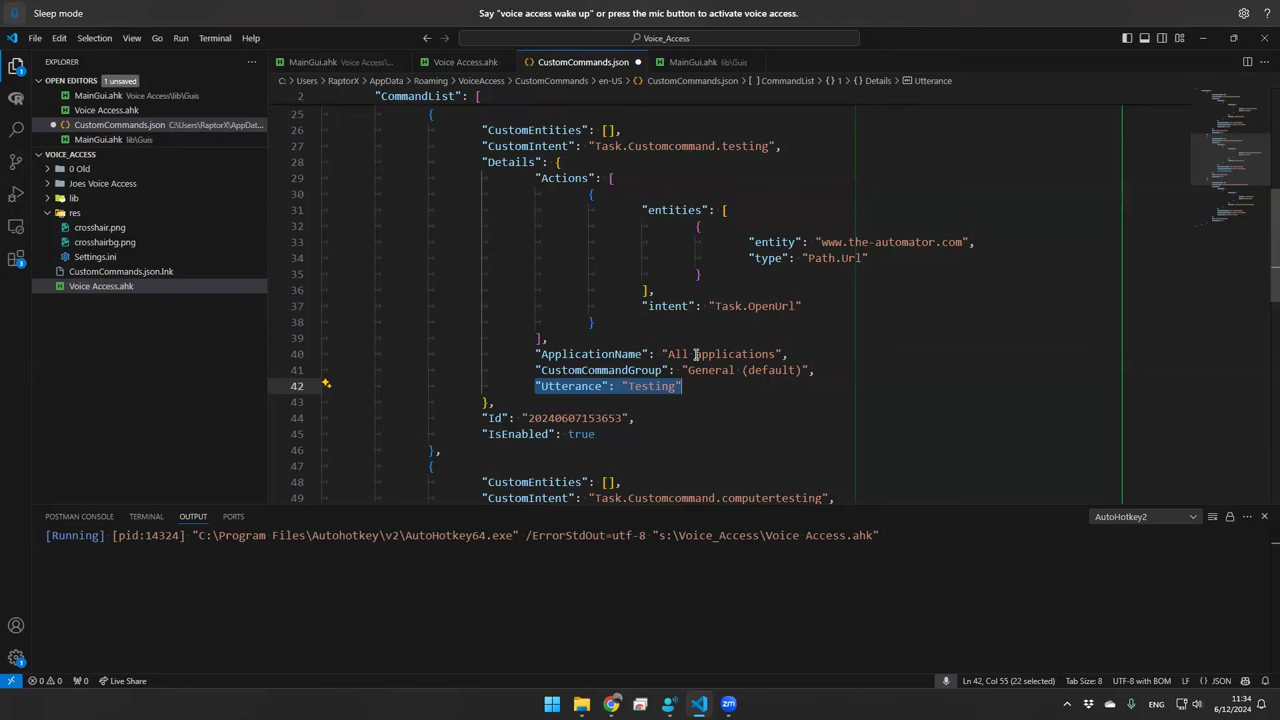 Sleep mode
Say "voice access wake up" or press the mic button to activate voice access.
File Edit Selection View Go Run Terminal Help
Voice_Access
EXPLORER
OPEN EDITORS 1 unsaved
MainGui.ahk Voice Access\lib\Guis
Voice Access.ahk
CustomCommands.json C:\Users\RaptorX\AppDat...
MainGui.ahk lib\Guis
VOICE_ACCESS
0 Old
Joes Voice Access
lib
res
crosshair.png
crosshairbg.png
Settings.ini
CustomCommands.json.lnk
Voice Access.ahk
MainGui.ahk Voice Access\... Voice Access.ahk CustomCommands.json MainGui.ahk lib\Guis
C: > Users > RaptorX > AppData > Roaming > VoiceAccess > CustomCommands > en-US > CustomCommands.json > [ ] CommandList > {} 1 > {} Details > Utterance
2 "CommandList": [
25 {
26 "CustomEntities": [],
27 "CustomIntent": "Task.Customcommand.testing",
28 "Details": {
29 "Actions": [
30 {
31 "entities": [
32 {
33 "entity": "www.the-automator.com",
34 "type": "Path.Url"
35 }
36 ],
37 "intent": "Task.OpenUrl"
38 }
39 ],
40 "ApplicationName": "All applications",
41 "CustomCommandGroup": "General (default)",
42 "Utterance": "Testing"
43 },
44 "Id": "20240607153653",
45 "IsEnabled": true
46 },
47 {
48 "CustomEntities": [],
49 "CustomIntent": "Task.Customcommand.computertesting",
POSTMAN CONSOLE TERMINAL OUTPUT PORTS
AutoHotkey2
[Running] [pid:14324] "C:\Program Files\Autohotkey\v2\AutoHotkey64.exe" /ErrorStdOut=utf-8 "s:\Voice_Access\Voice Access.ahk"
0 0 0 Live Share
Ln 42, Col 55 (22 selected) Tab Size: 8 UTF-8 with BOM LF {} JSON
ENG
11:34
6/12/2024